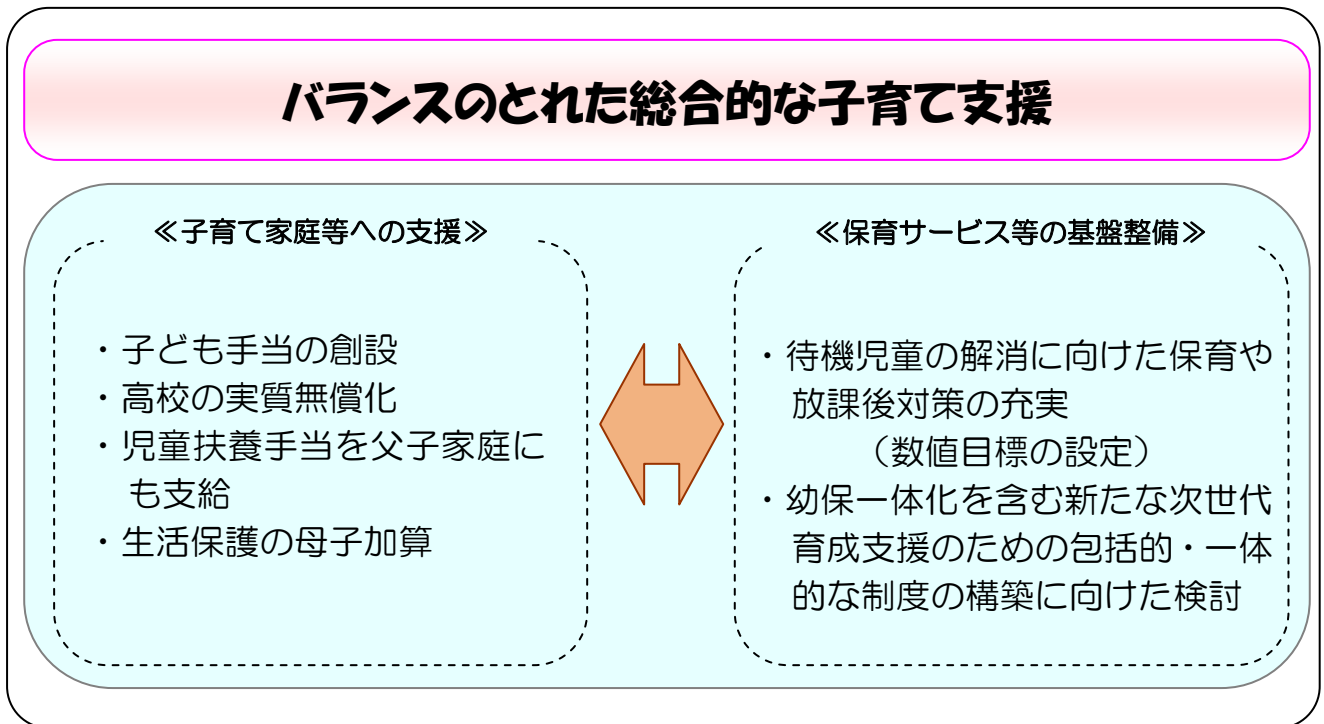 バランスのとれた総合的な子育て支援
≪子育て家庭等への支援≫
・子ども手当の創設
・高校の実質無償化
・児童扶養手当を父子家庭に
も支給
・生活保護の母子加算
≪保育サービス等の基盤整備≫
・待機児童の解消に向けた保育や
放課後対策の充実
（数値目標の設定）
・幼保一体化を含む新たな次世代
育成支援のための包括的・一体
的な制度の構築に向けた検討